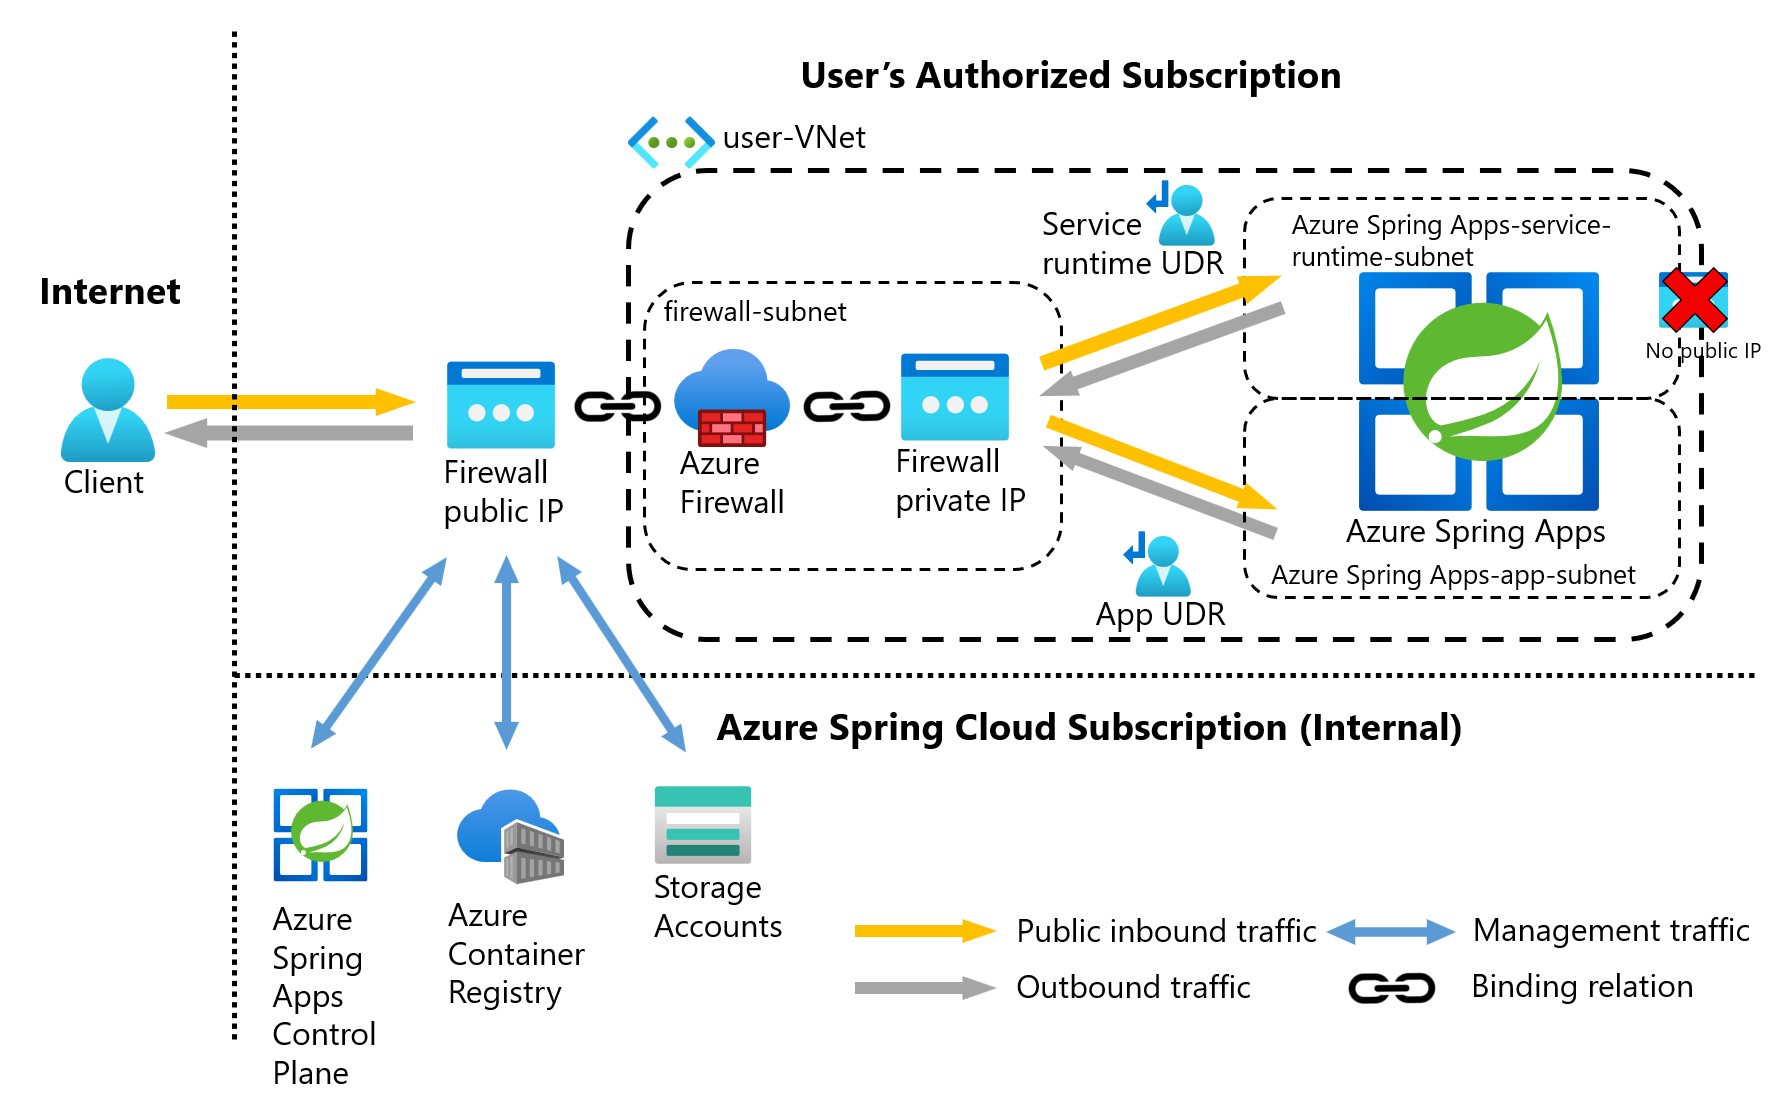 User’s Authorized Subscription
user-VNet
Internet
Client
Firewall
public IP
firewall-subnet
Azure
Firewall
Firewall
private IP
Service
runtime UDR
App UDR
Azure Spring Apps-service-
runtime-subnet
No public IP
Azure Spring Apps
Azure Spring Apps-app-subnet
Azure Spring Cloud Subscription (Internal)
Azure
Spring
Apps
Control
Plane
Azure
Container
Registry
Storage
Accounts
Public inbound traffic
Management traffic
Outbound traffic
Binding relation